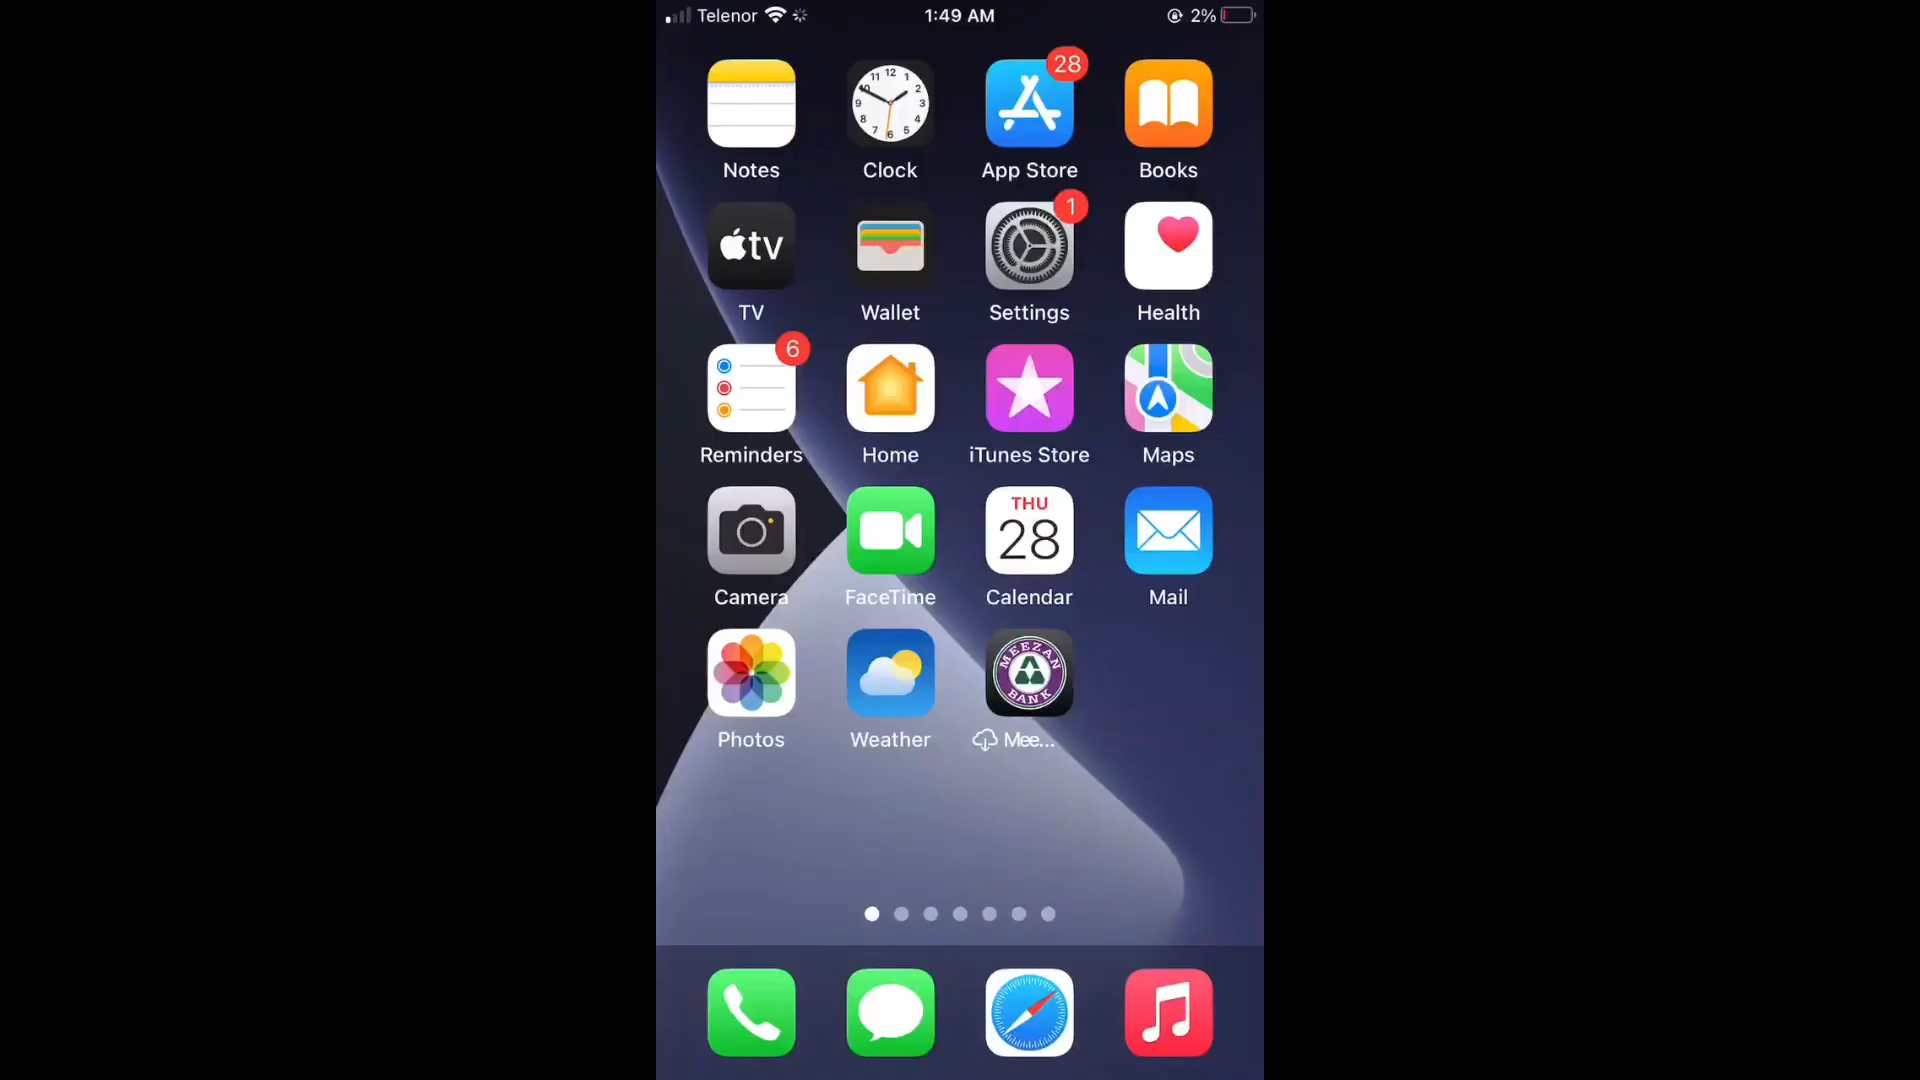 Telenor 1:49 AM 2%
28
Notes Clock App Store Books
tv 1
TV Wallet Settings Health
6
Reminders Home iTunes Store Maps
THU
28
Camera FaceTime Calendar Mail
MEEZAN
BANK
Photos Weather Mee...